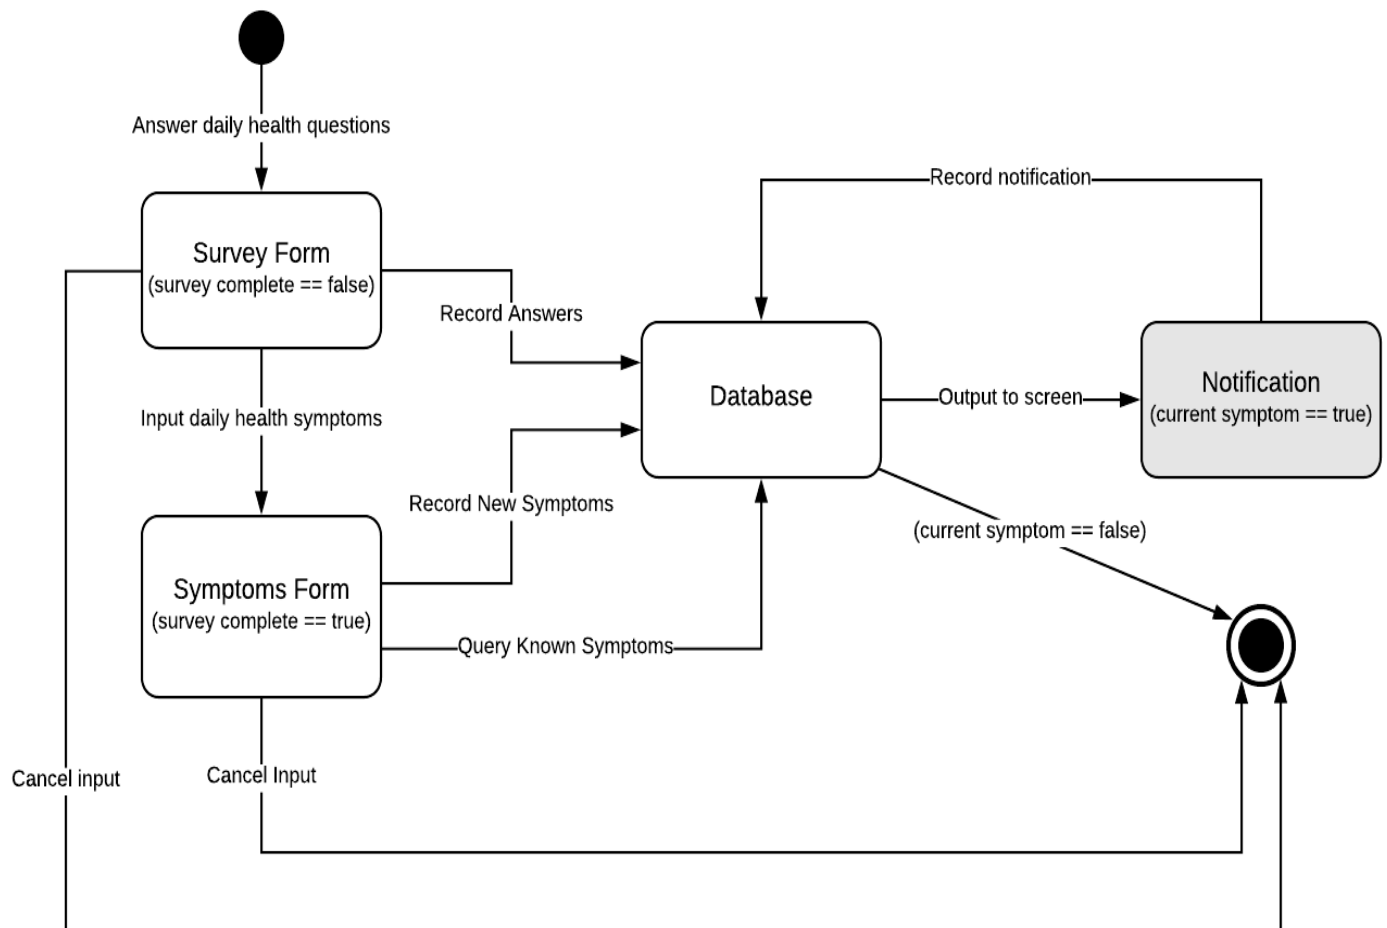 Answer daily health questions
Record notification
Survey Form
(survey complete == false)
Record Answers
Database
Output to screen
Notification
(current symptom == true)
Input daily health symptoms
Record New Symptoms
(current symptom == false)
Symptoms Form
(survey complete == true)
Query Known Symptoms
Cancel input
Cancel Input